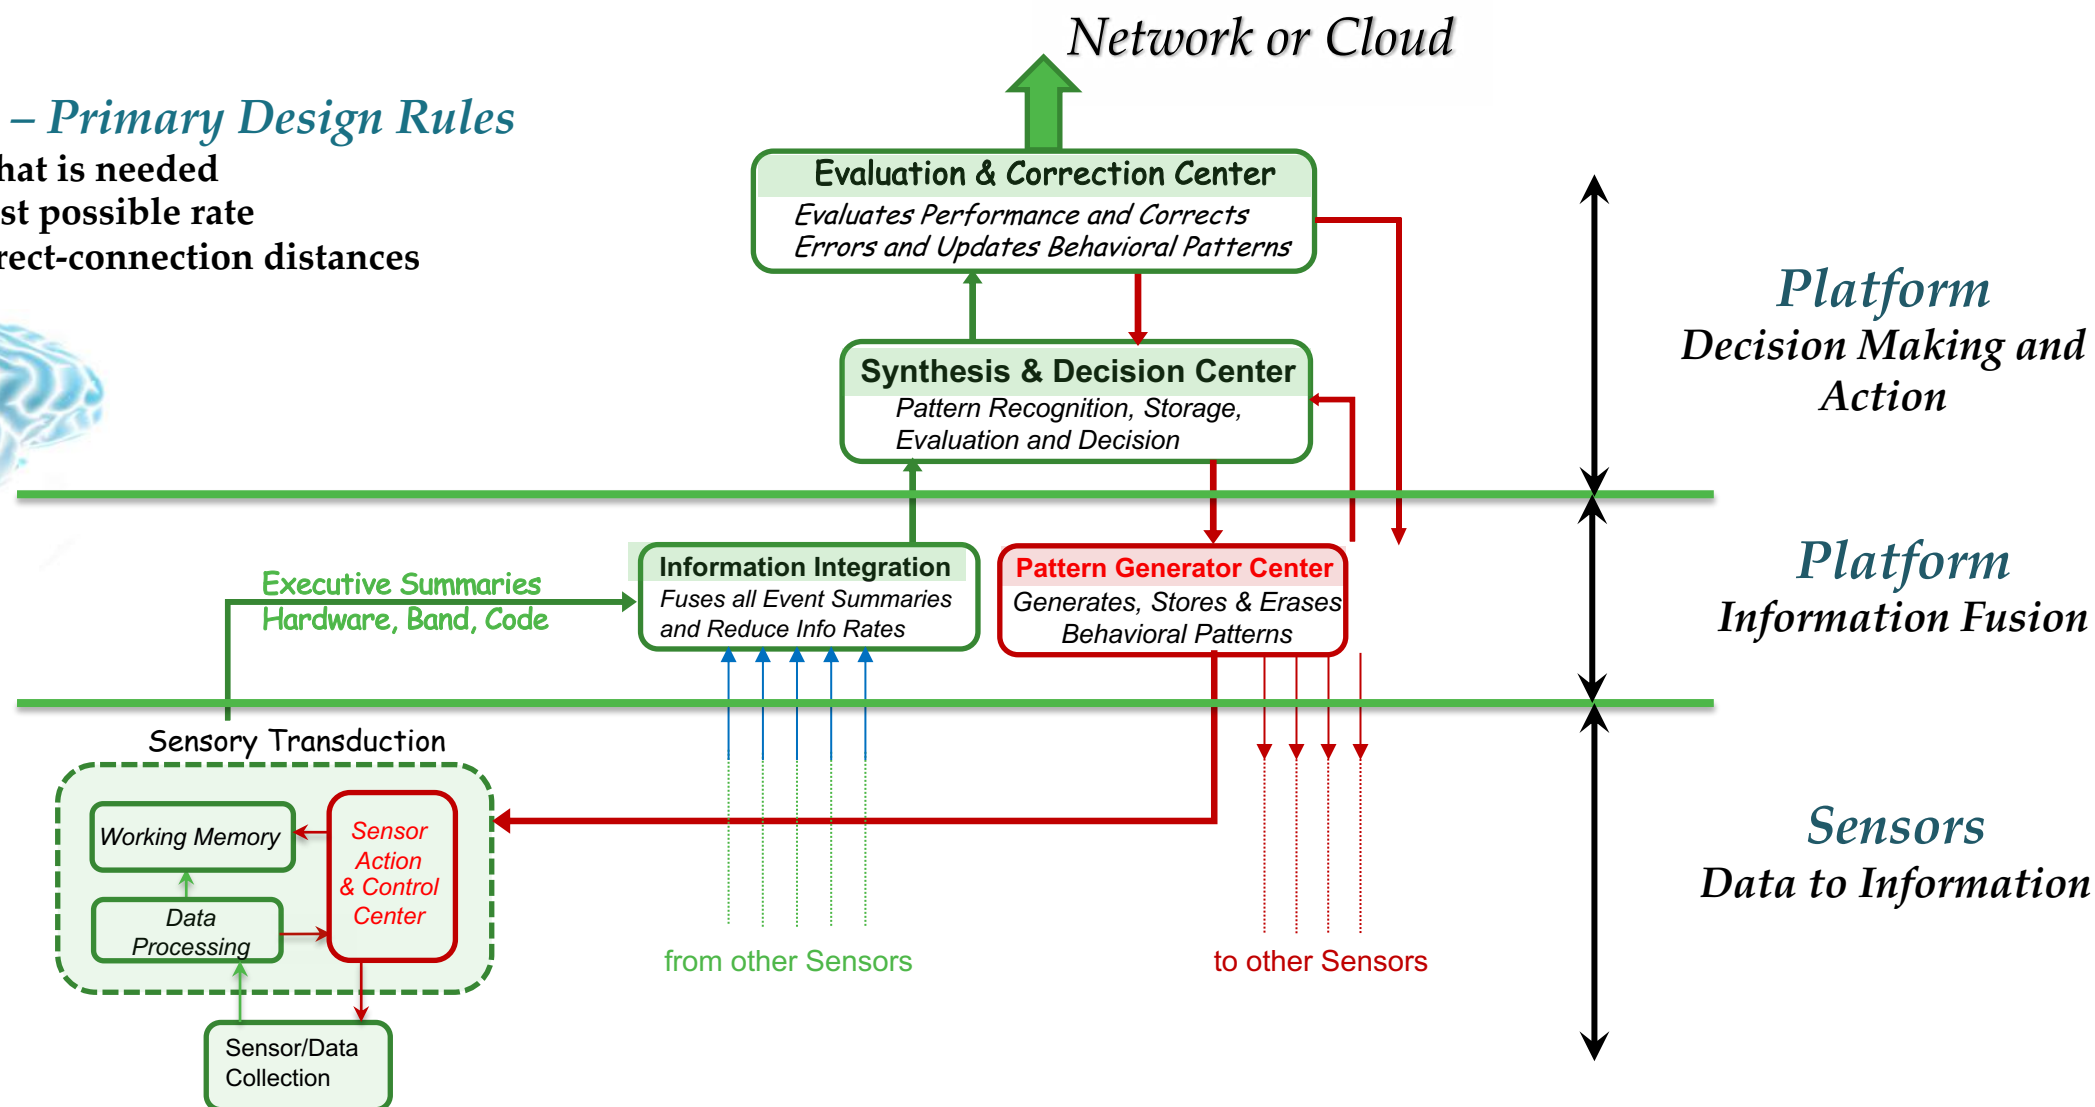 Network or Cloud
– Primary Design Rules
hat is needed
st possible rate
rect-connection distances
Evaluation & Correction Center
Evaluates Performance and Corrects
Errors and Updates Behavioral Patterns
Platform
Decision Making and
Action
Synthesis & Decision Center
Pattern Recognition, Storage,
Evaluation and Decision
Executive Summaries
Hardware, Band, Code
Information Integration
Fuses all Event Summaries
and Reduce Info Rates
Pattern Generator Center
Generates, Stores & Erases
Behavioral Patterns
Platform
Information Fusion
Sensory Transduction
Working Memory
Sensor
Action
& Control
Center
Data
Processing
Sensor/Data
Collection
from other Sensors
to other Sensors
Sensors
Data to Information